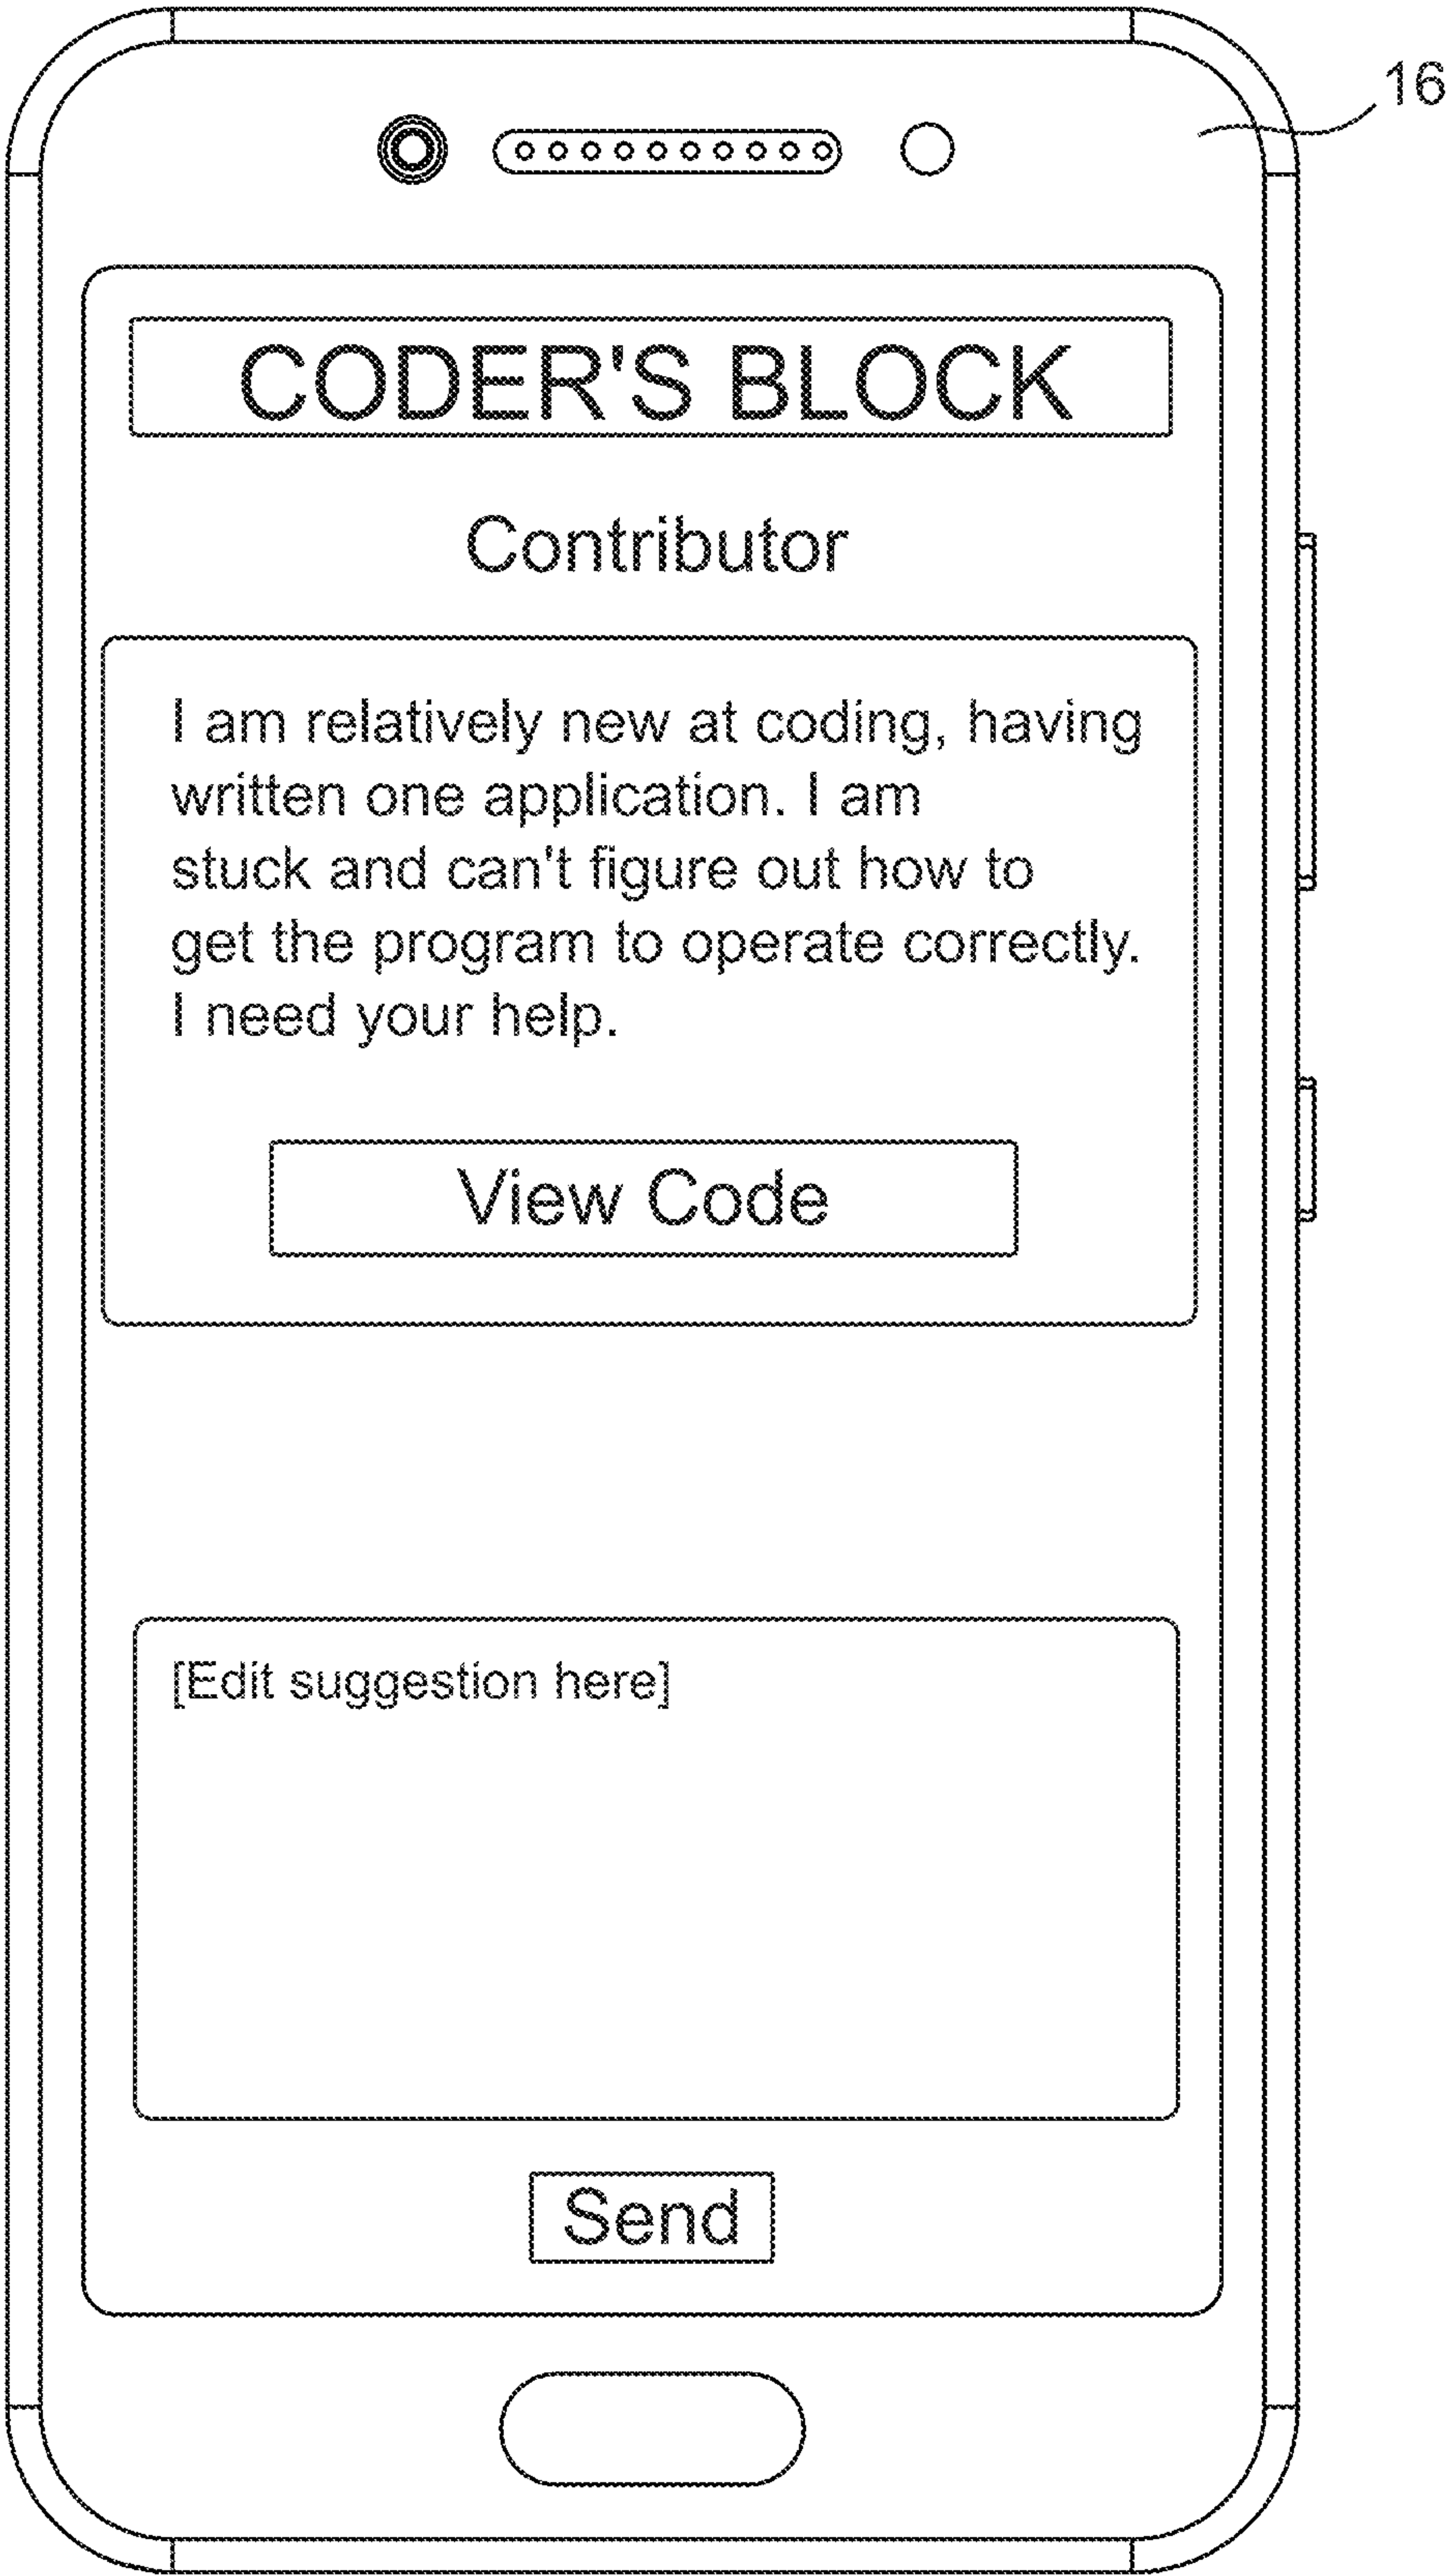 16
CODER'S BLOCK
Contributor
I am relatively new at coding, having
written one application. I am
stuck and can't figure out how to
get the program to operate correctly.
I need your help.
View Code
[Edit suggestion here]
Send